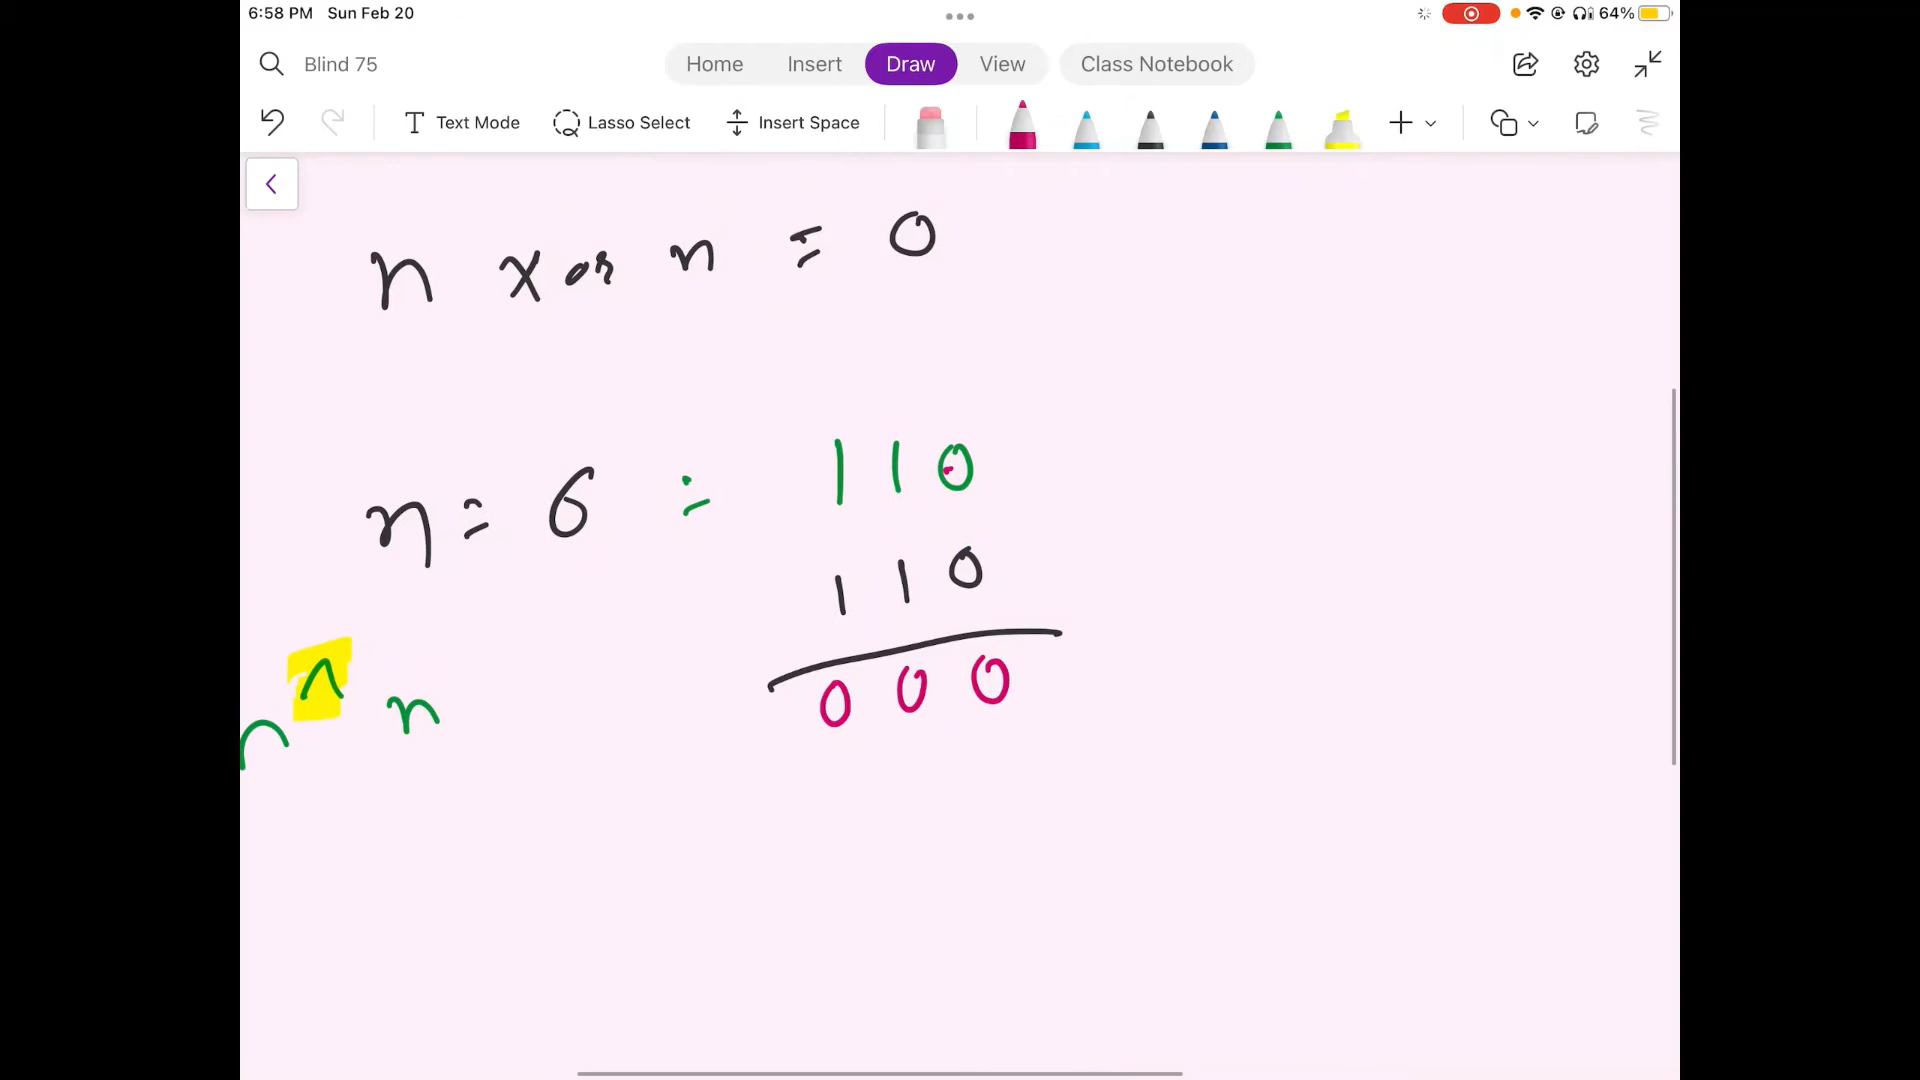 6:58 PM Sun Feb 20
64%
Blind 75
Home Insert Draw View Class Notebook
Text Mode Lasso Select Insert Space
n xor n = 0
n = 6 = 110
110
000
n ^ n